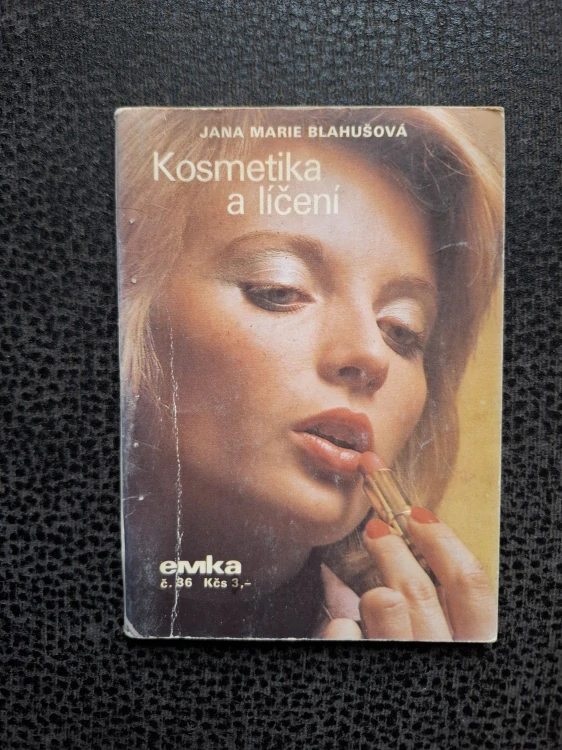 JANA MARIE BLAHUŠOVÁ
Kosmetika
a líčení
emka
č. 36 Kčs 3,-